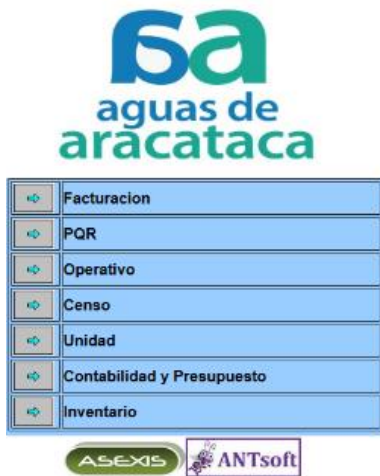 aguas de
aracataca
Facturacion
PQR
Operativo
Censo
Unidad
Contabilidad y Presupuesto
Inventario
ASEXIS ANTsoft